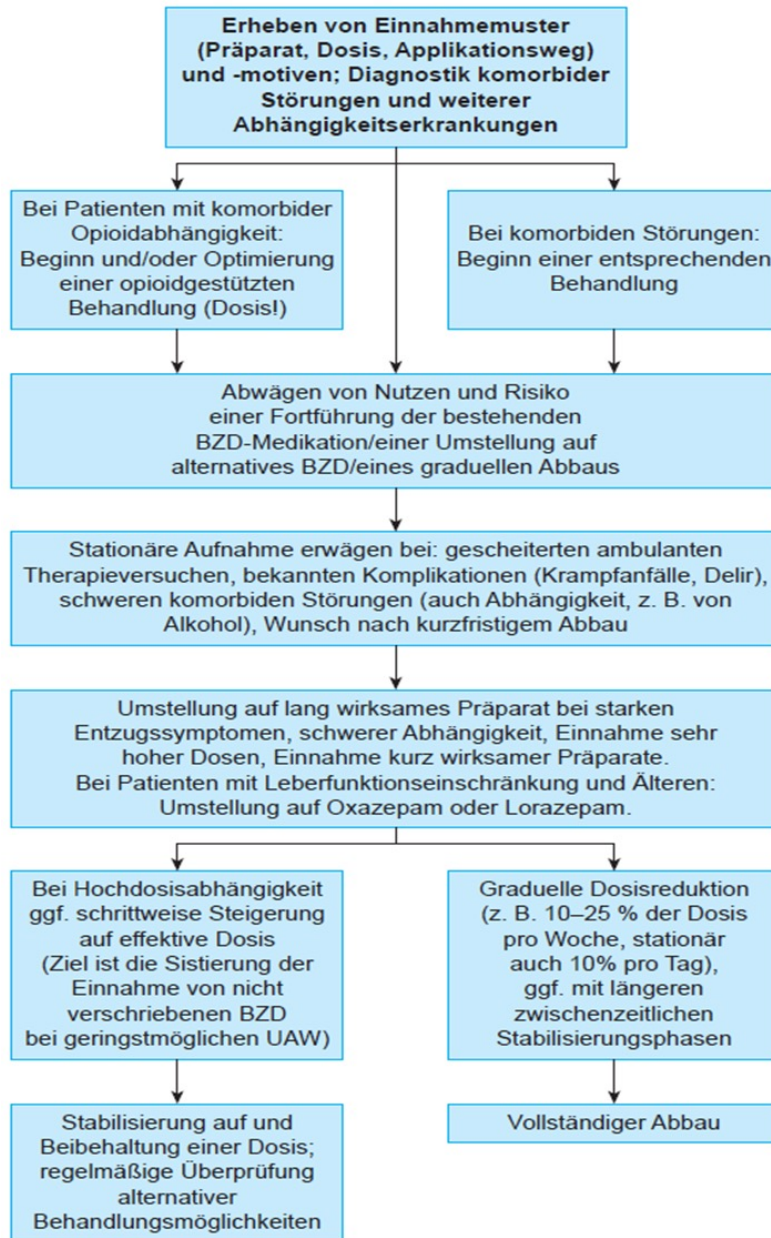 Erheben von Einnahmemuster
(Präparat, Dosis, Applikationsweg)
und -motiven; Diagnostik komorbider
Störungen und weiterer
Abhängigkeitserkrankungen
Bei Patienten mit komorbider
Opioidabhängigkeit:
Beginn und/oder Optimierung
einer opioidgestützten
Behandlung (Dosis!)
Bei komorbiden Störungen:
Beginn einer entsprechenden
Behandlung
Abwägen von Nutzen und Risiko
einer Fortführung der bestehenden
BZD-Medikation/einer Umstellung auf
alternatives BZD/eines graduellen Abbaus
Stationäre Aufnahme erwägen bei: gescheiterten ambulanten
Therapieversuchen, bekannten Komplikationen (Krampfanfälle, Delir),
schweren komorbiden Störungen (auch Abhängigkeit, z. B. von
Alkohol), Wunsch nach kurzfristigem Abbau
Umstellung auf lang wirksames Präparat bei starken
Entzugssymptomen, schwerer Abhängigkeit, Einnahme sehr
hoher Dosen, Einnahme kurz wirksamer Präparate.
Bei Patienten mit Leberfunktionseinschränkung und Älteren:
Umstellung auf Oxazepam oder Lorazepam.
Bei Hochdosisabhängigkeit
ggf. schrittweise Steigerung
auf effektive Dosis
(Ziel ist die Sistierung der
Einnahme von nicht
verschriebenen BZD
bei geringstmöglichen UAW)
Graduelle Dosisreduktion
(z. B. 10–25 % der Dosis
pro Woche, stationär
auch 10% pro Tag),
ggf. mit längeren
zwischenzeitlichen
Stabilisierungsphasen
Stabilisierung auf und
Beibehaltung einer Dosis;
regelmäßige Überprüfung
alternativer
Behandlungsmöglichkeiten
Vollständiger Abbau